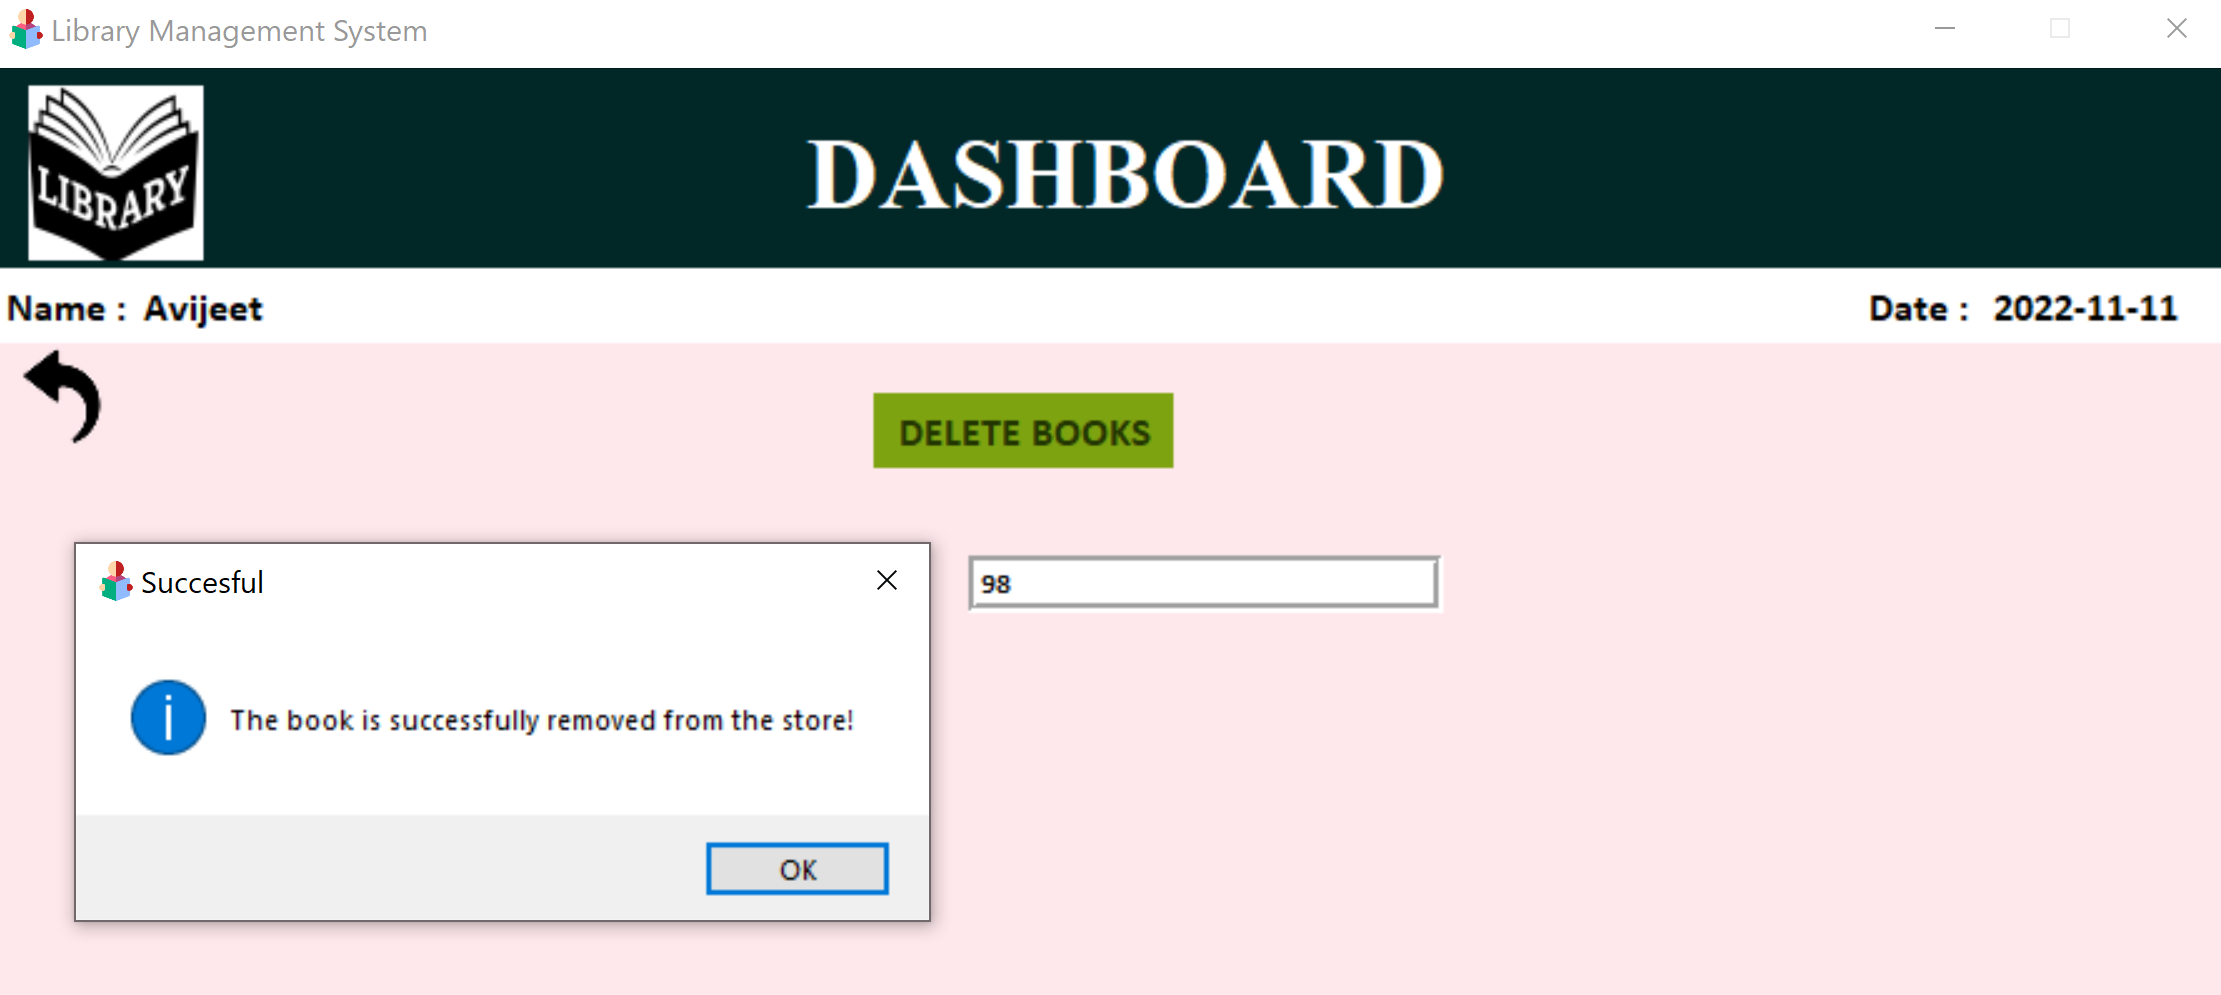 Library Management System
LIBRARY
DASHBOARD
Name : Avijeet
Date : 2022-11-11
DELETE BOOKS
Succesful
98
The book is successfully removed from the store!
OK